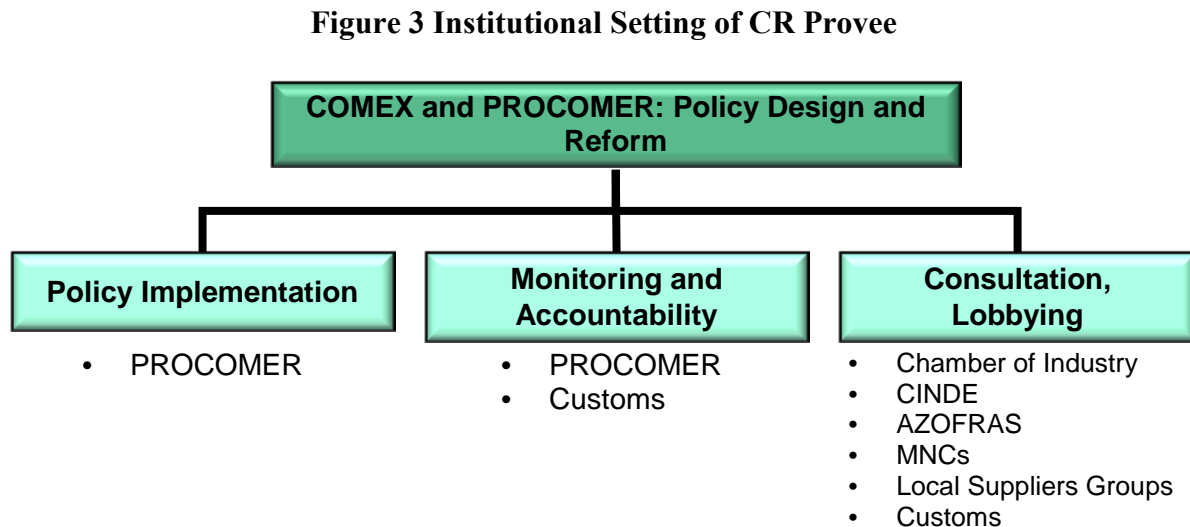 Figure 3 Institutional Setting of CR Provee
COMEX and PROCOMER: Policy Design and
Reform
Policy Implementation
• PROCOMER
Monitoring and
Accountability
• PROCOMER
• Customs
Consultation,
Lobbying
• Chamber of Industry
• CINDE
• AZOFRAS
• MNCs
• Local Suppliers Groups
• Customs